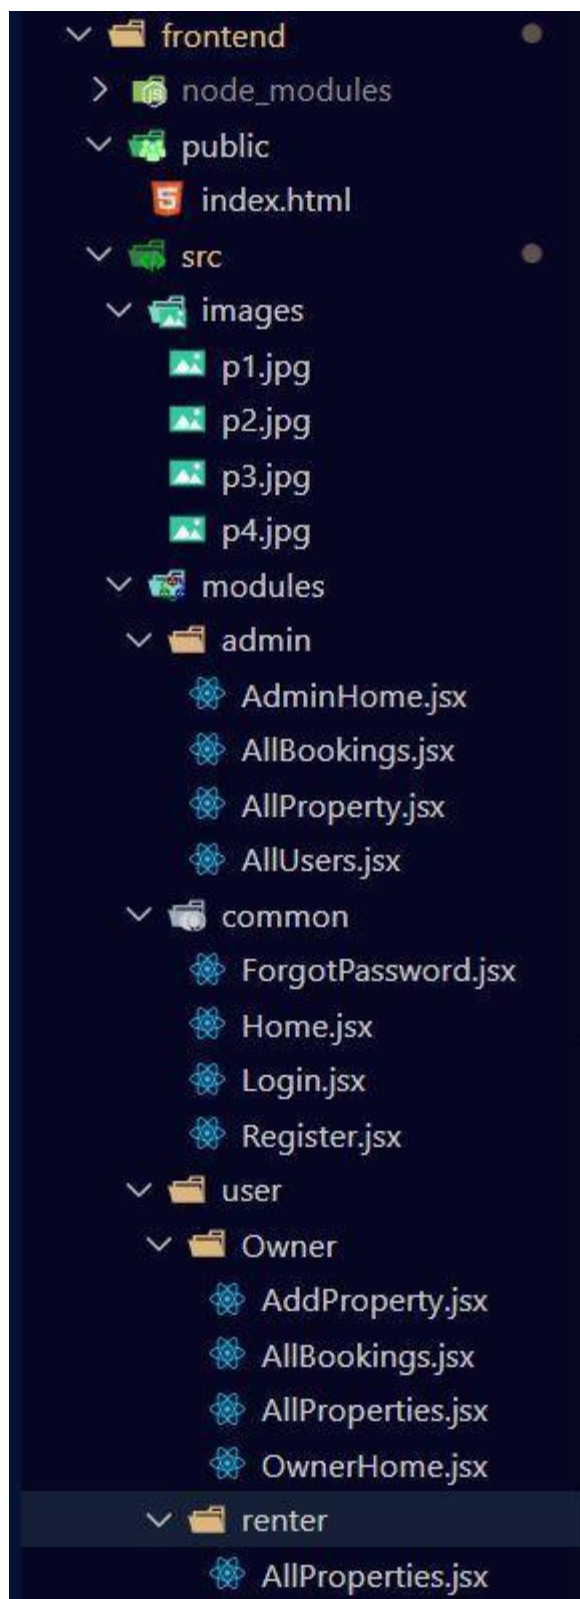 frontend
node_modules
public
index.html
src
images
p1.jpg
p2.jpg
p3.jpg
p4.jpg
modules
admin
AdminHome.jsx
AllBookings.jsx
AllProperty.jsx
AllUsers.jsx
common
ForgotPassword.jsx
Home.jsx
Login.jsx
Register.jsx
user
Owner
AddProperty.jsx
AllBookings.jsx
AllProperties.jsx
OwnerHome.jsx
renter
AllProperties.jsx